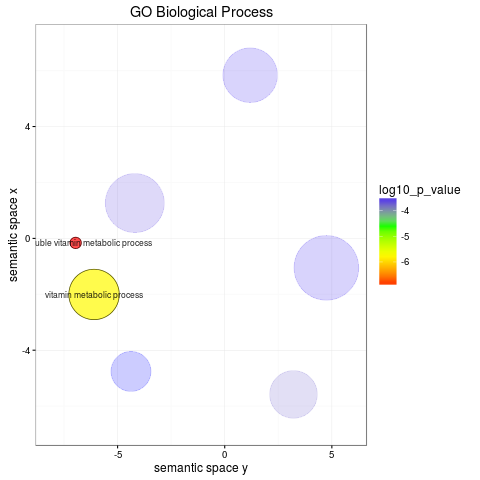 GO Biological Process
log10_p_value
-4
-5
-6
4
0
-4
uble vitamin metabolic process
vitamin metabolic process
-5
0
5
semantic space x
semantic space y